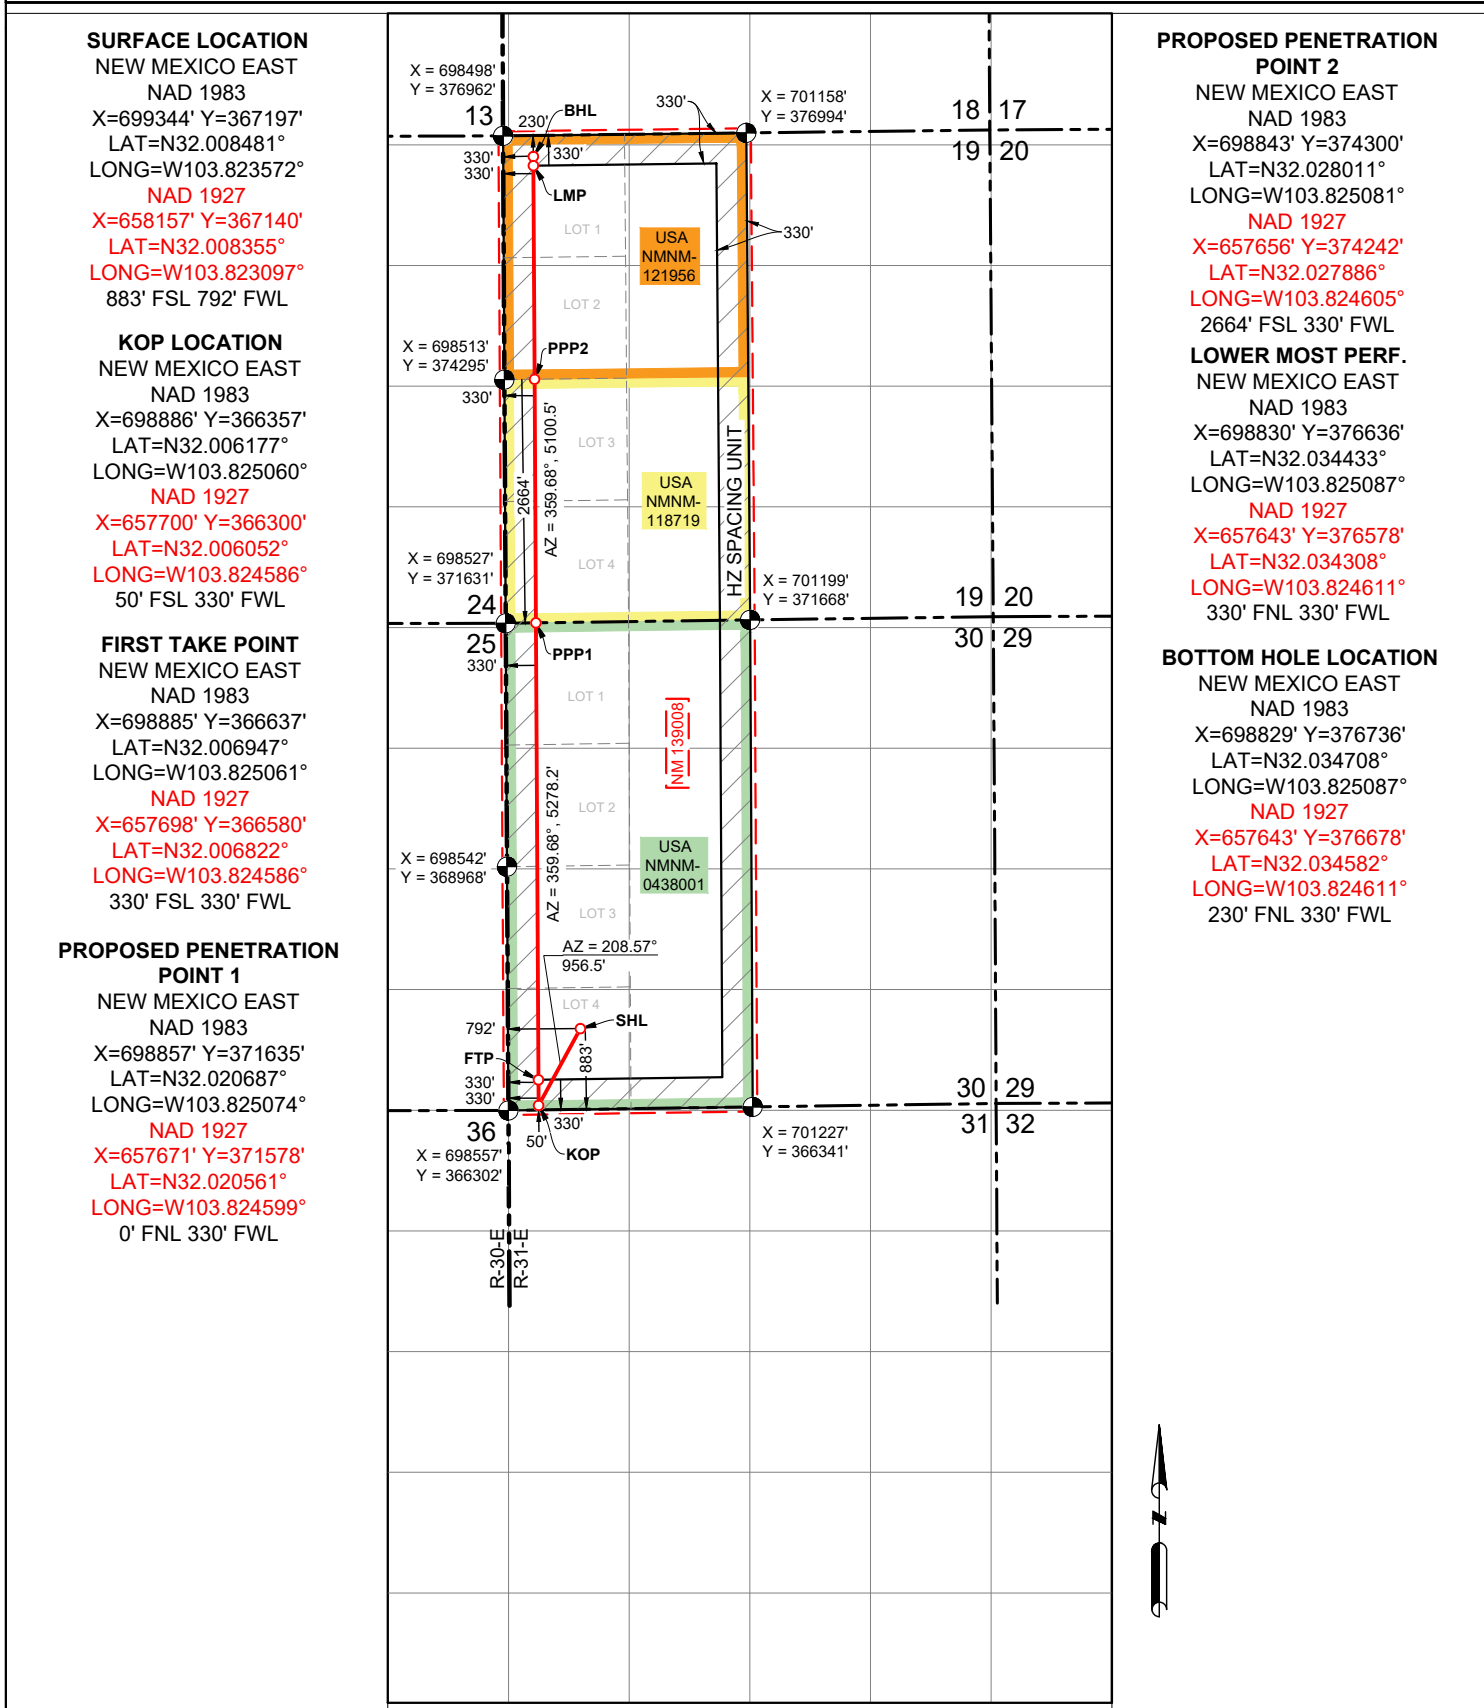 SURFACE LOCATION
NEW MEXICO EAST
NAD 1983
X=699344' Y=367197'
LAT=N32.008481°
LONG=W103.823572°
NAD 1927
X=658157' Y=367140'
LAT=N32.008355°
LONG=W103.823097°
883' FSL 792' FWL
KOP LOCATION
NEW MEXICO EAST
NAD 1983
X=698886' Y=366357'
LAT=N32.006177°
LONG=W103.825060°
NAD 1927
X=657700' Y=366300'
LAT=N32.006052°
LONG=W103.824586°
50' FSL 330' FWL
FIRST TAKE POINT
NEW MEXICO EAST
NAD 1983
X=698885' Y=366637'
LAT=N32.006947°
LONG=W103.825061°
NAD 1927
X=657698' Y=366580'
LAT=N32.006822°
LONG=W103.824586°
330' FSL 330' FWL
PROPOSED PENETRATION
POINT 1
NEW MEXICO EAST
NAD 1983
X=698857' Y=371635'
LAT=N32.020687°
LONG=W103.825074°
NAD 1927
X=657671' Y=371578'
LAT=N32.020561°
LONG=W103.824599°
0' FNL 330' FWL
X = 698498'
Y = 376962'
13
230'
BHL
330'
X = 701158'
Y = 376994'
18 17
19 20
330'
330'
330'
LMP
LOT 1
USA
NMNM-
121956
330'
LOT 2
X = 698513'
Y = 374295'
PPP2
330'
2664'
AZ = 359.68°, 5100.5'
LOT 3
USA
NMNM-
118719
HZ SPACING UNIT
LOT 4
X = 698527'
Y = 371631'
X = 701199'
Y = 371668'
24
25
19 20
30 29
330'
PPP1
LOT 1
NM 139008
LOT 2
AZ = 359.68°, 5278.2'
USA
NMNM-
0438001
X = 698542'
Y = 368968'
LOT 3
AZ = 208.57°
956.5'
LOT 4
792'
SHL
883'
FTP
330'
330'
330'
50'
KOP
36
X = 698557'
Y = 366302'
X = 701227'
Y = 366341'
30 29
31 32
R-30-E
R-31-E
PROPOSED PENETRATION
POINT 2
NEW MEXICO EAST
NAD 1983
X=698843' Y=374300'
LAT=N32.028011°
LONG=W103.825081°
NAD 1927
X=657656' Y=374242'
LAT=N32.027886°
LONG=W103.824605°
2664' FSL 330' FWL
LOWER MOST PERF.
NEW MEXICO EAST
NAD 1983
X=698830' Y=376636'
LAT=N32.034433°
LONG=W103.825087°
NAD 1927
X=657643' Y=376578'
LAT=N32.034308°
LONG=W103.824611°
330' FNL 330' FWL
BOTTOM HOLE LOCATION
NEW MEXICO EAST
NAD 1983
X=698829' Y=376736'
LAT=N32.034708°
LONG=W103.825087°
NAD 1927
X=657643' Y=376678'
LAT=N32.034582°
LONG=W103.824611°
230' FNL 330' FWL
N